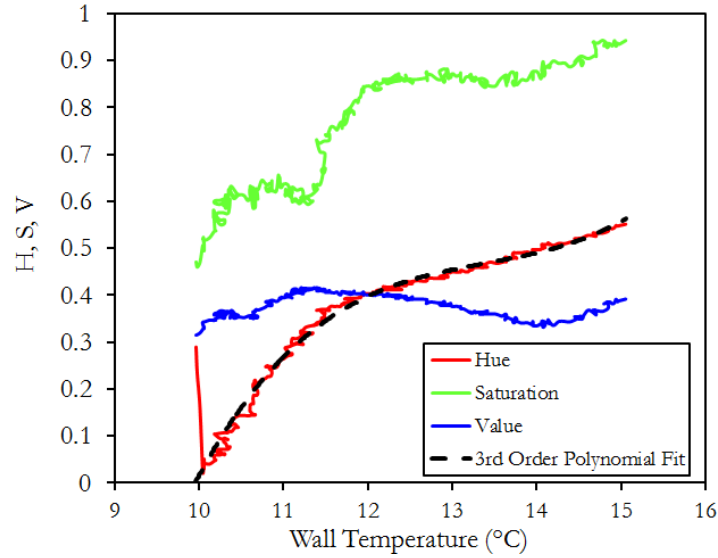 1
0.9
0.8
0.7
0.6
0.5
0.4
0.3
0.2
0.1
0
H, S, V
Hue
Saturation
Value
3rd Order Polynomial Fit
9 10 11 12 13 14 15 16
Wall Temperature (°C)